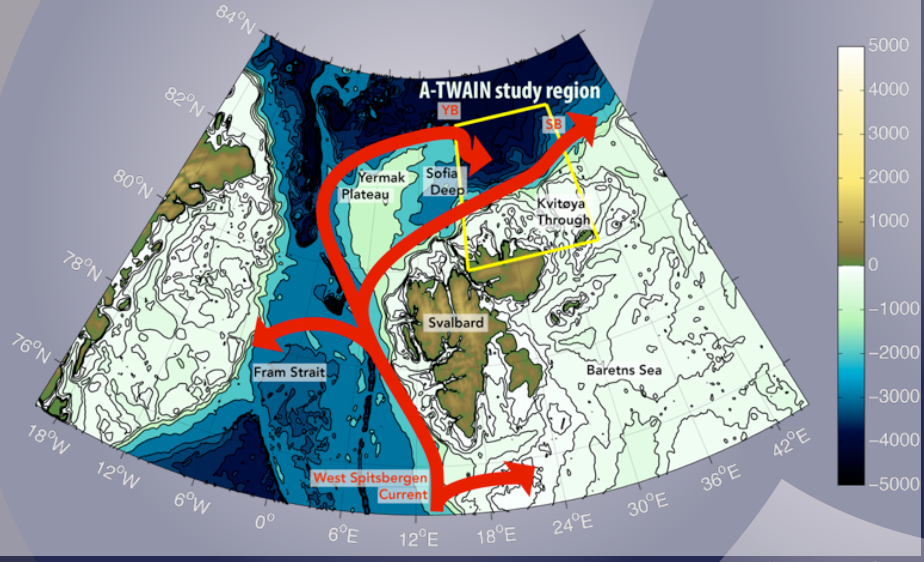 84°N
82°N
80°N
78°N
76°N
18°W
12°W
6°W
0°
6°E
12°E
18°E
24°E
30°E
36°E
42°E
A-TWAIN study region
YB
SB
Yermak
Plateau
Sofia
Deep
Kvitøya
Through
Svalbard
Fram Strait
Baretns Sea
West Spitsbergen
Current
5000
4000
3000
2000
1000
0
−1000
−2000
−3000
−4000
−5000